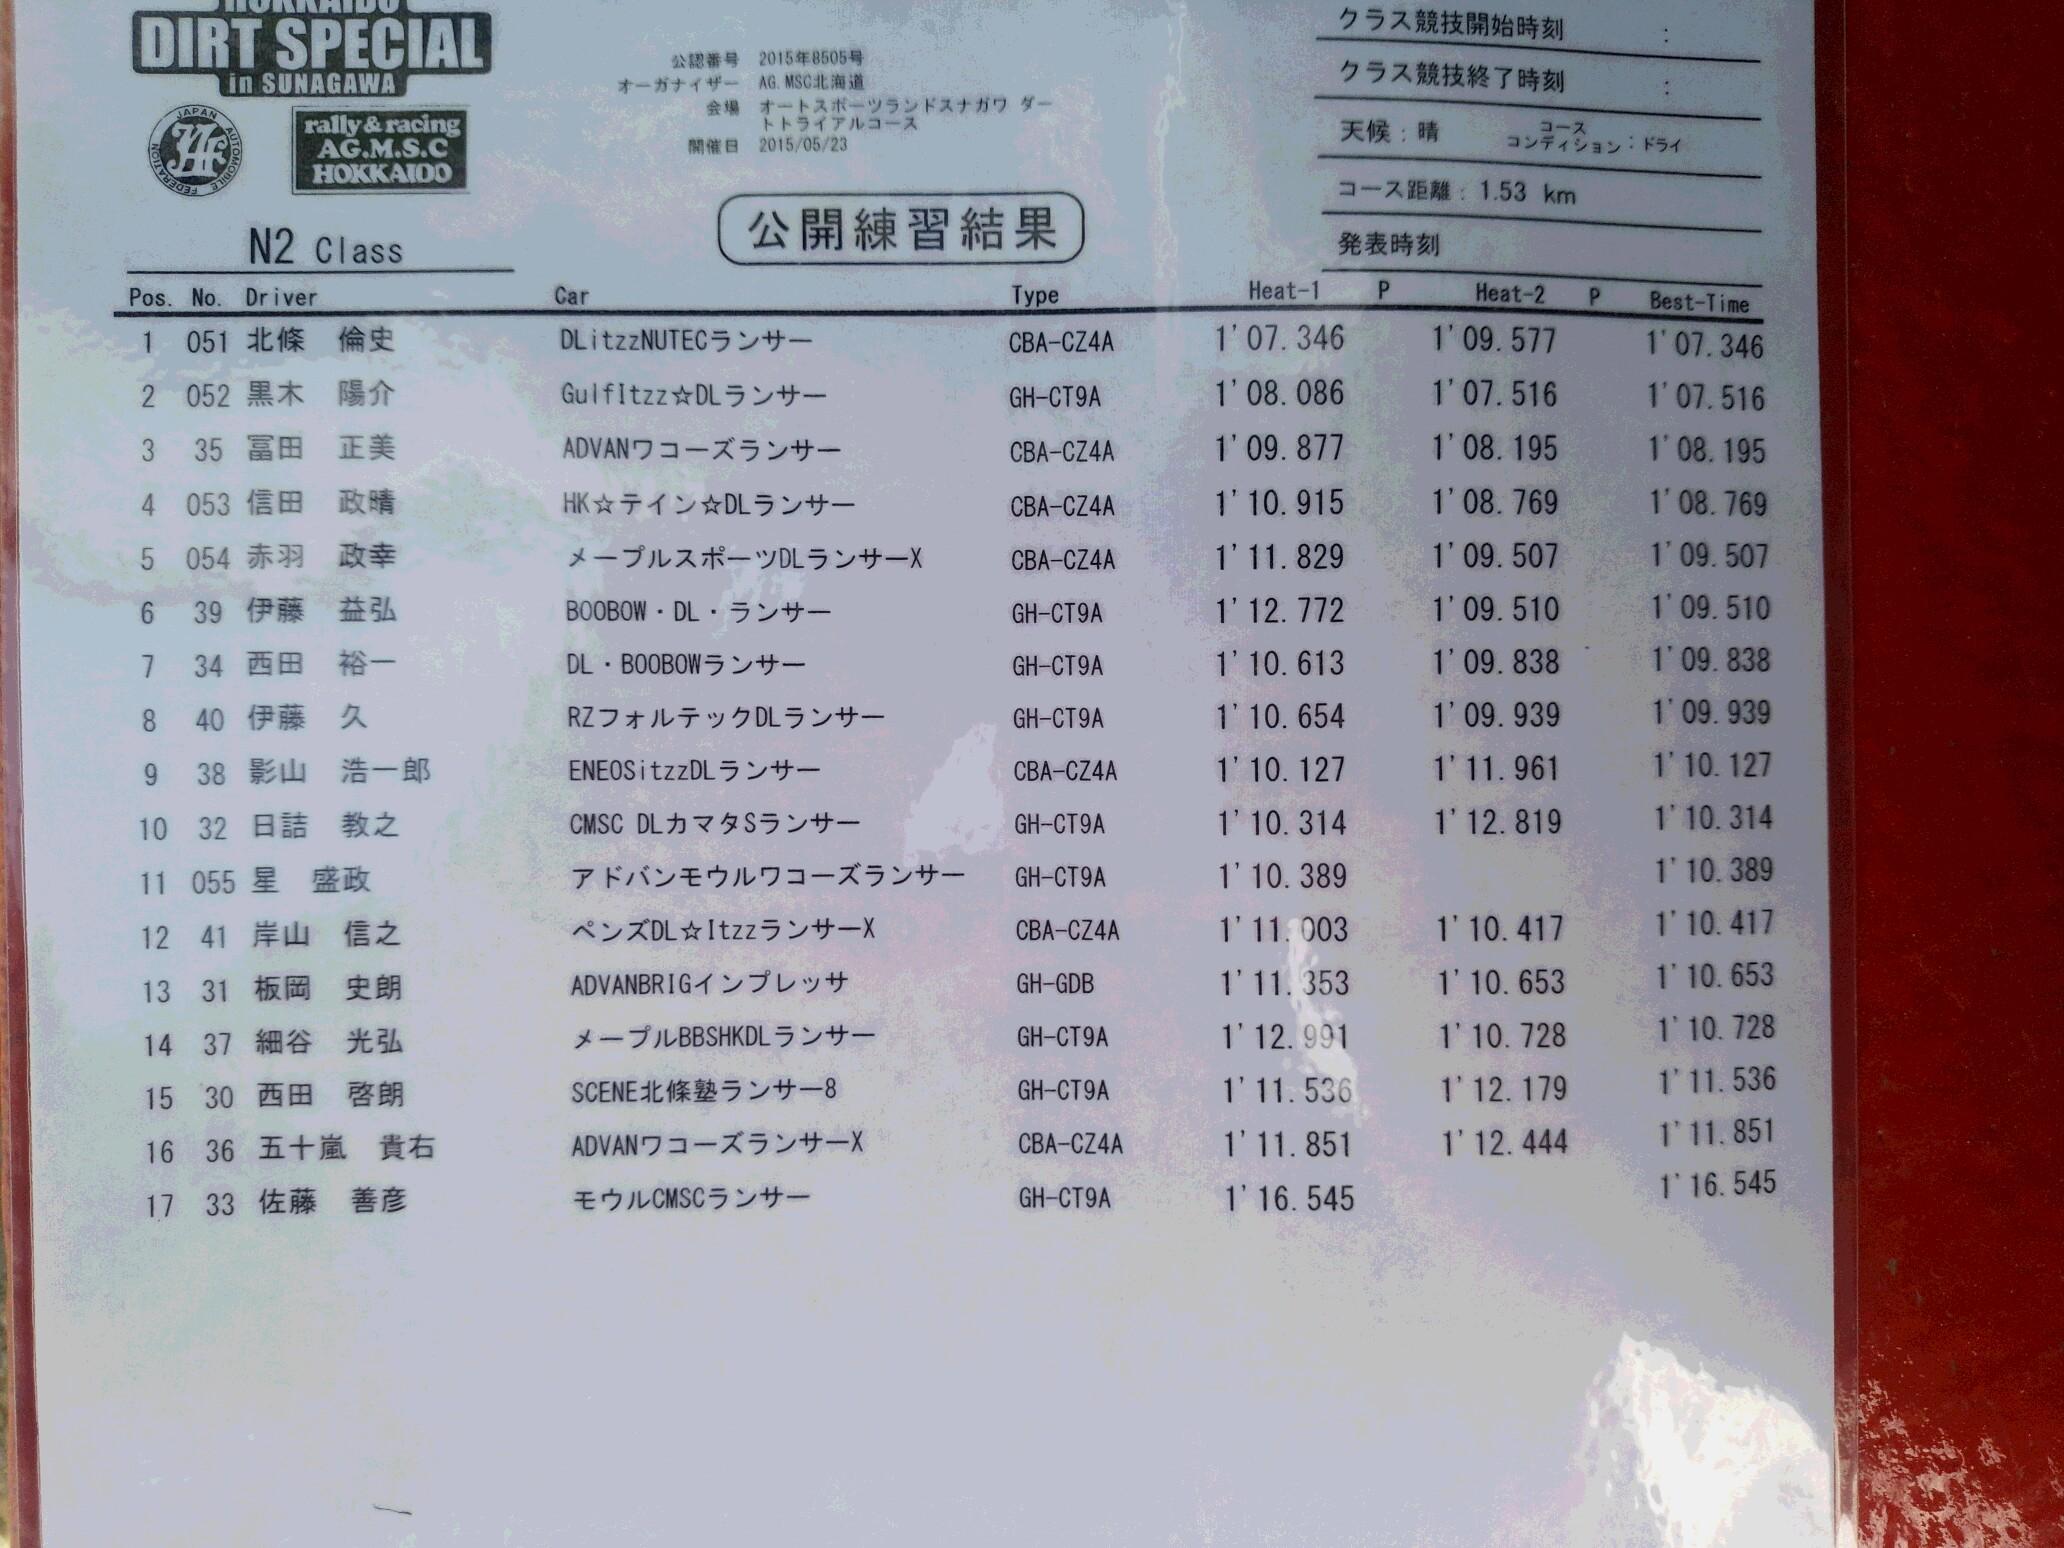 HOKKAIDO
DIRT SPECIAL
in SUNAGAWA
JAPAN AUTOMOBILE FEDERATION
JAF
rally & racing
AG.M.S.C
HOKKAIDO
公認番号 2015年8505号
オーガナイザー AG.MSC北海道
会場 オートスポーツランドスナガワ ダー
トトライアルコース
開催日 2015/05/23
クラス競技開始時刻 :
クラス競技終了時刻 :
天候 : 晴 コース
コンディション : ドライ
コース距離 : 1.53 km
発表時刻
N2 Class
公開練習結果
Pos. No. Driver Car Type Heat-1 P Heat-2 P Best-Time
1 051 北條 倫史 DLitzzNUTECランサー CBA-CZ4A 1'07.346 1'09.577 1'07.346
2 052 黒木 陽介 GulfItzz☆DLランサー GH-CT9A 1'08.086 1'07.516 1'07.516
3 35 冨田 正美 ADVANワコーズランサー CBA-CZ4A 1'09.877 1'08.195 1'08.195
4 053 信田 政晴 HK☆テイン☆DLランサー CBA-CZ4A 1'10.915 1'08.769 1'08.769
5 054 赤羽 政幸 メープルスポーツDLランサーX CBA-CZ4A 1'11.829 1'09.507 1'09.507
6 39 伊藤 益弘 BOOBOW・DL・ランサー GH-CT9A 1'12.772 1'09.510 1'09.510
7 34 西田 裕一 DL・BOOBOWランサー GH-CT9A 1'10.613 1'09.838 1'09.838
8 40 伊藤 久 RZフォルテックDLランサー GH-CT9A 1'10.654 1'09.939 1'09.939
9 38 影山 浩一郎 ENEOSitzzDLランサー CBA-CZ4A 1'10.127 1'11.961 1'10.127
10 32 日詰 教之 CMSC DLカマタSランサー GH-CT9A 1'10.314 1'12.819 1'10.314
11 055 星 盛政 アドバンモウルワコーズランサー GH-CT9A 1'10.389 1'10.389
12 41 岸山 信之 ペンズDL☆ItzzランサーX CBA-CZ4A 1'11.003 1'10.417 1'10.417
13 31 板岡 史朗 ADVANBRIGインプレッサ GH-GDB 1'11.353 1'10.653 1'10.653
14 37 細谷 光弘 メープルBBSHKDLランサー GH-CT9A 1'12.991 1'10.728 1'10.728
15 30 西田 啓朗 SCENE北條塾ランサー8 GH-CT9A 1'11.536 1'12.179 1'11.536
16 36 五十嵐 貴右 ADVANワコーズランサーX CBA-CZ4A 1'11.851 1'12.444 1'11.851
17 33 佐藤 善彦 モウルCMSCランサー GH-CT9A 1'16.545 1'16.545